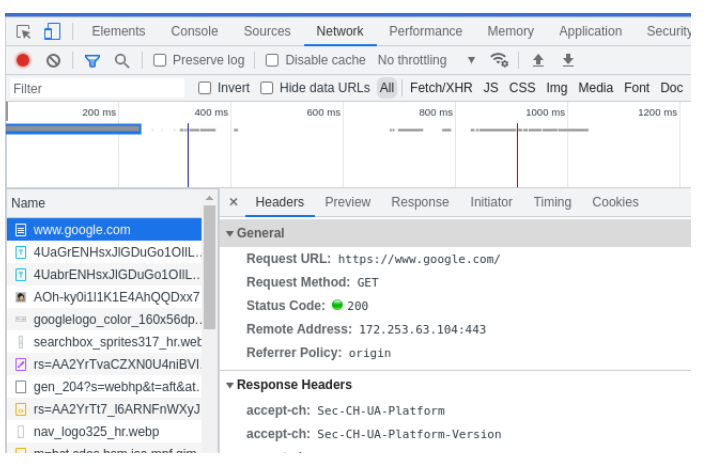 Elements Console Sources Network Performance Memory Application Security
Preserve log Disable cache No throttling
Filter Invert Hide data URLs All Fetch/XHR JS CSS Img Media Font Doc
200 ms 400 ms 600 ms 800 ms 1000 ms 1200 ms
Name
www.google.com
4UaGrENHsxJlGDuGo1OIlL..
4UabrENHsxJlGDuGo1OIlL..
AOh-ky0i1l1K1E4AhQQDxx7
googlelogo_color_160x56dp..
searchbox_sprites317_hr.web
rs=AA2YrTvaCZXN0U4niBVI
gen_204?s=webhp&t=aft&at.
rs=AA2YrTt7_l6ARNFnWXyJ
nav_logo325_hr.webp
Headers Preview Response Initiator Timing Cookies
General
Request URL: https://www.google.com/
Request Method: GET
Status Code: 200
Remote Address: 172.253.63.104:443
Referrer Policy: origin
Response Headers
accept-ch: Sec-CH-UA-Platform
accept-ch: Sec-CH-UA-Platform-Version